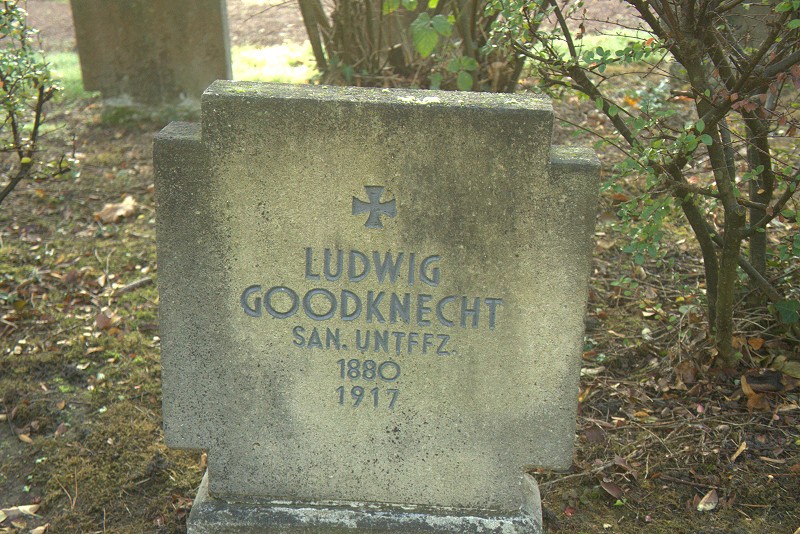 LUDWIG
GOODKNECHT
SAN. UNTFFZ.
1880
1917